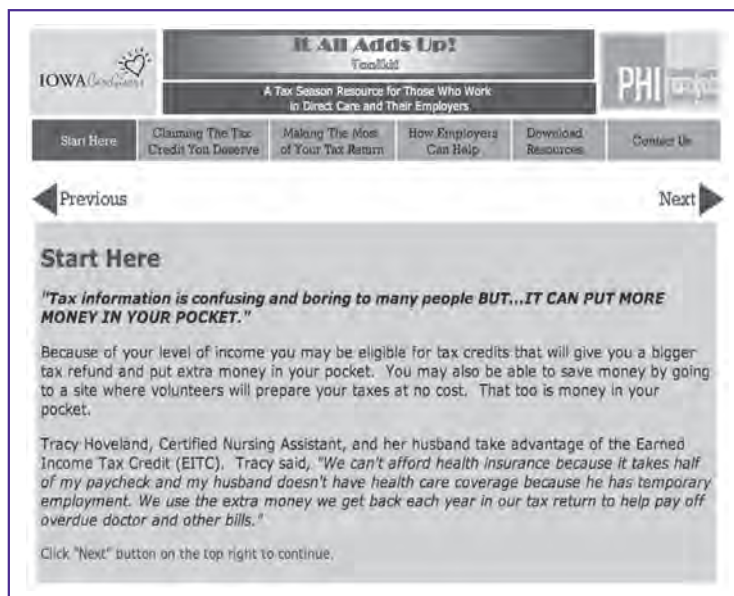 It All Adds Up!
Toolkit
IOWA CareGivers
A Tax Season Resource for Those Who Work
in Direct Care and Their Employers
PHI
Start Here
Claiming The Tax
Credit You Deserve
Making The Most
of Your Tax Return
How Employers
Can Help
Download
Resources
Contact Us
Previous
Next
Start Here
"Tax information is confusing and boring to many people BUT...IT CAN PUT MORE
MONEY IN YOUR POCKET."
Because of your level of income you may be eligible for tax credits that will give you a bigger
tax refund and put extra money in your pocket.  You may also be able to save money by going
to a site where volunteers will prepare your taxes at no cost.  That too is money in your
pocket.
Tracy Hoveland, Certified Nursing Assistant, and her husband take advantage of the Earned
Income Tax Credit (EITC).  Tracy said, "We can't afford health insurance because it takes half
of my paycheck and my husband doesn't have health care coverage because he has temporary
employment. We use the extra money we get back each year in our tax return to help pay off
overdue doctor and other bills."
Click "Next" button on the top right to continue.